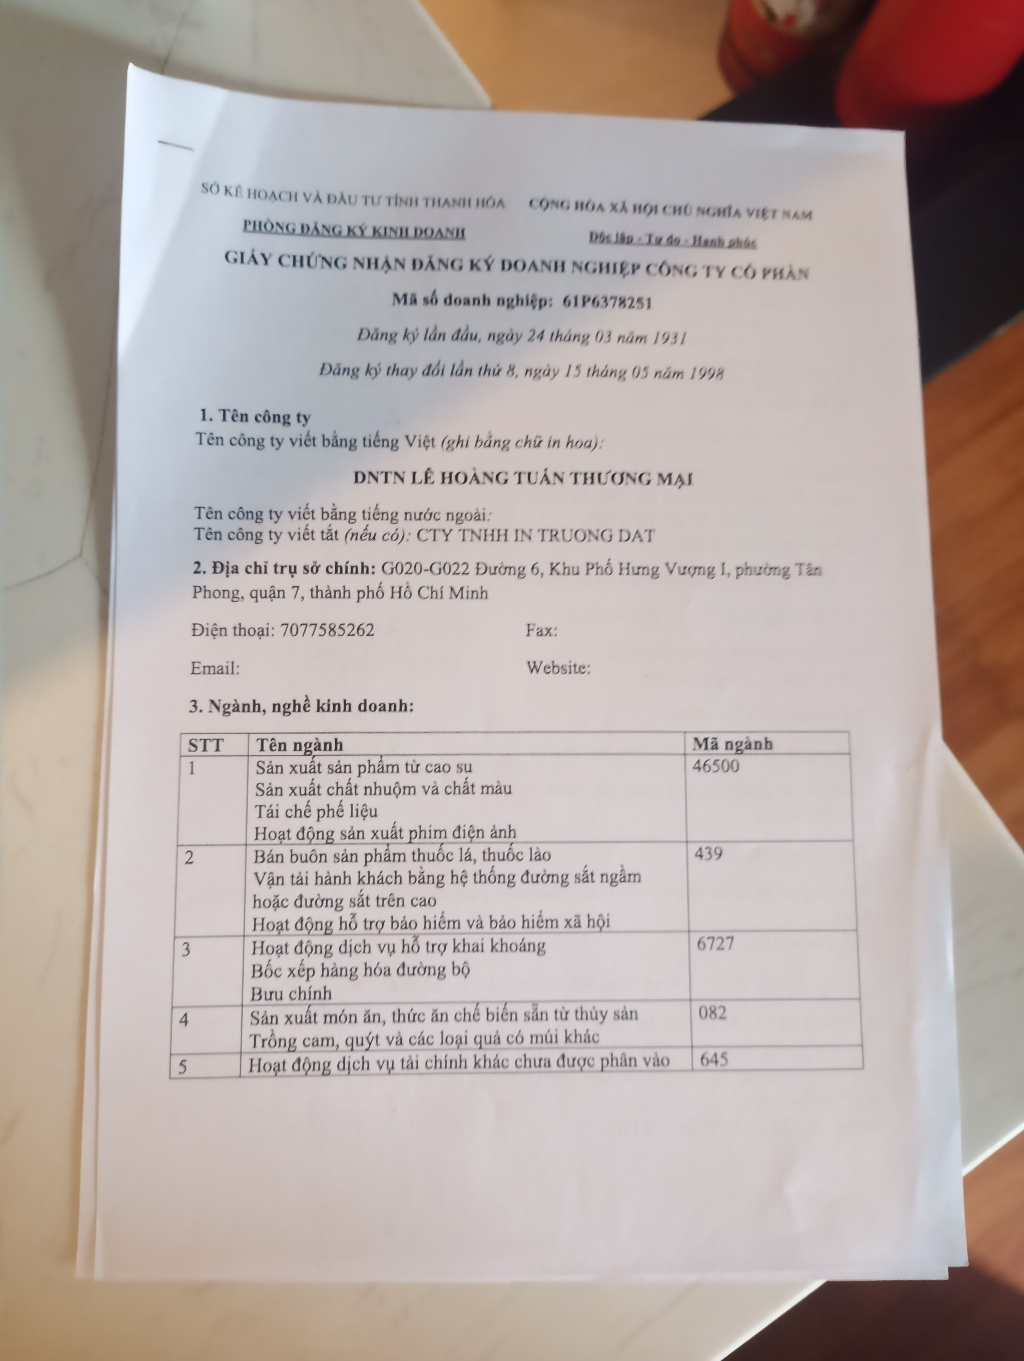 SỞ KẾ HOẠCH VÀ ĐẦU TƯ TỈNH THANH HÓA CỘNG HÒA XÃ HỘI CHỦ NGHĨA VIỆT NAM
PHÒNG ĐĂNG KÝ KINH DOANH Độc lập - Tự do - Hạnh phúc
GIẤY CHỨNG NHẬN ĐĂNG KÝ DOANH NGHIỆP CÔNG TY CỔ PHẦN
Mã số doanh nghiệp: 61P6378251
Đăng ký lần đầu, ngày 24 tháng 03 năm 1931
Đăng ký thay đổi lần thứ 8, ngày 15 tháng 05 năm 1998
1. Tên công ty
Tên công ty viết bằng tiếng Việt (ghi bằng chữ in hoa):
DNTN LÊ HOÀNG TUẤN THƯƠNG MẠI
Tên công ty viết bằng tiếng nước ngoài:
Tên công ty viết tắt (nếu có): CTY TNHH IN TRUONG DAT
2. Địa chỉ trụ sở chính: G020-G022 Đường 6, Khu Phố Hưng Vượng 1, phường Tân
Phong, quận 7, thành phố Hồ Chí Minh
Điện thoại: 7077585262 Fax:
Email: Website:
3. Ngành, nghề kinh doanh:
STT Tên ngành Mã ngành
1 Sản xuất sản phẩm từ cao su 46500
Sản xuất chất nhuộm và chất màu
Tái chế phế liệu
Hoạt động sản xuất phim điện ảnh
2 Bán buôn sản phẩm thuốc lá, thuốc lào 439
Vận tải hành khách bằng hệ thống đường sắt ngầm
hoặc đường sắt trên cao
Hoạt động hỗ trợ bảo hiểm và bảo hiểm xã hội
3 Hoạt động dịch vụ hỗ trợ khai khoáng 6727
Bốc xếp hàng hóa đường bộ
Bưu chính
4 Sản xuất món ăn, thức ăn chế biến sẵn từ thủy sản 082
Trồng cam, quýt và các loại quả có múi khác
5 Hoạt động dịch vụ tài chính khác chưa được phân vào 645